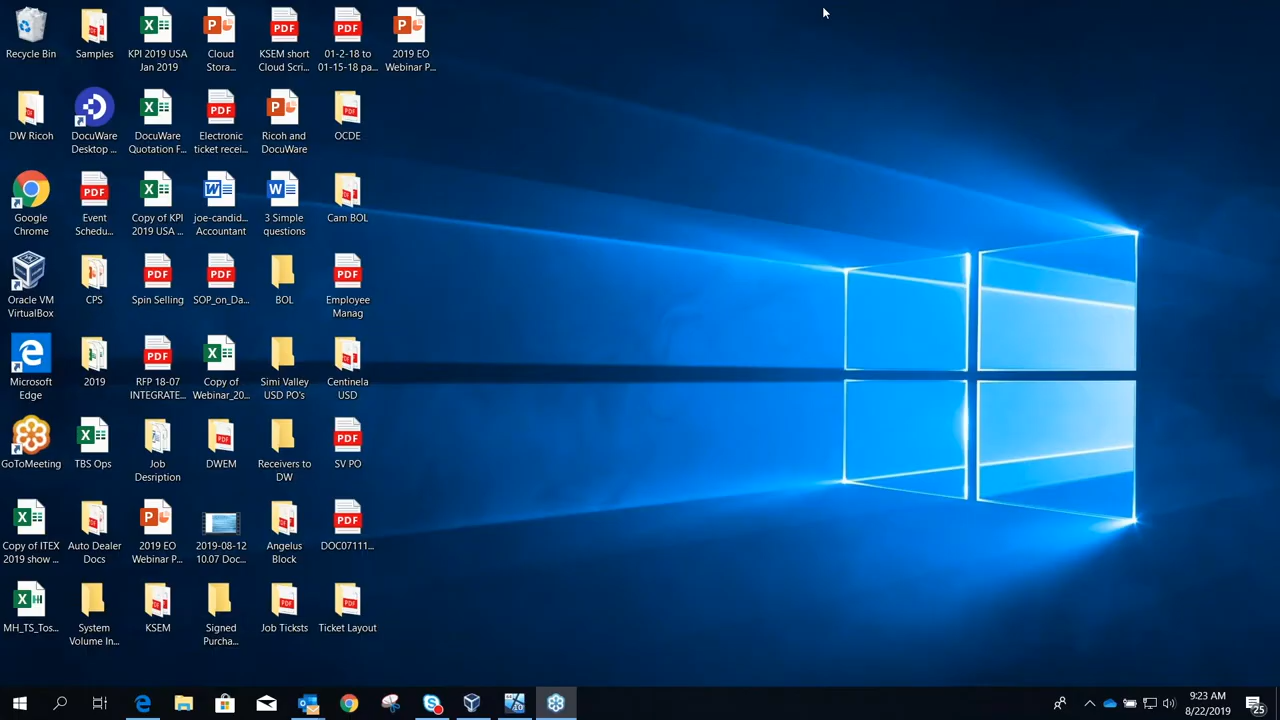 Recycle Bin
Samples
KPI 2019 USA
Jan 2019
Cloud
Stora...
KSEM short
Cloud Scri...
01-2-18 to
01-15-18 pa...
2019 EO
Webinar P...
DW Ricoh
DocuWare
Desktop ...
DocuWare
Quotation F...
Electronic
ticket recei...
Ricoh and
DocuWare
OCDE
Google
Chrome
Event
Schedu...
Copy of KPI
2019 USA ...
joe-candid...
Accountant
3 Simple
questions
Cam BOL
Oracle VM
VirtualBox
CPS
Spin Selling
SOP_on_Da...
BOL
Employee
Manag
Microsoft
Edge
2019
RFP 18-07
INTEGRATE...
Copy of
Webinar_20...
Simi Valley
USD PO's
Centinela
USD
GoToMeeting
TBS Ops
Job
Desription
DWEM
Receivers to
DW
SV PO
Copy of ITEX
2019 show ...
Auto Dealer
Docs
2019 EO
Webinar P...
2019-08-12
10.07 Doc...
Angelus
Block
DOC07111...
MH_TS_Tos...
System
Volume In...
KSEM
Signed
Purcha...
Job Ticksts
Ticket Layout
9:23 AM
8/22/2019
25